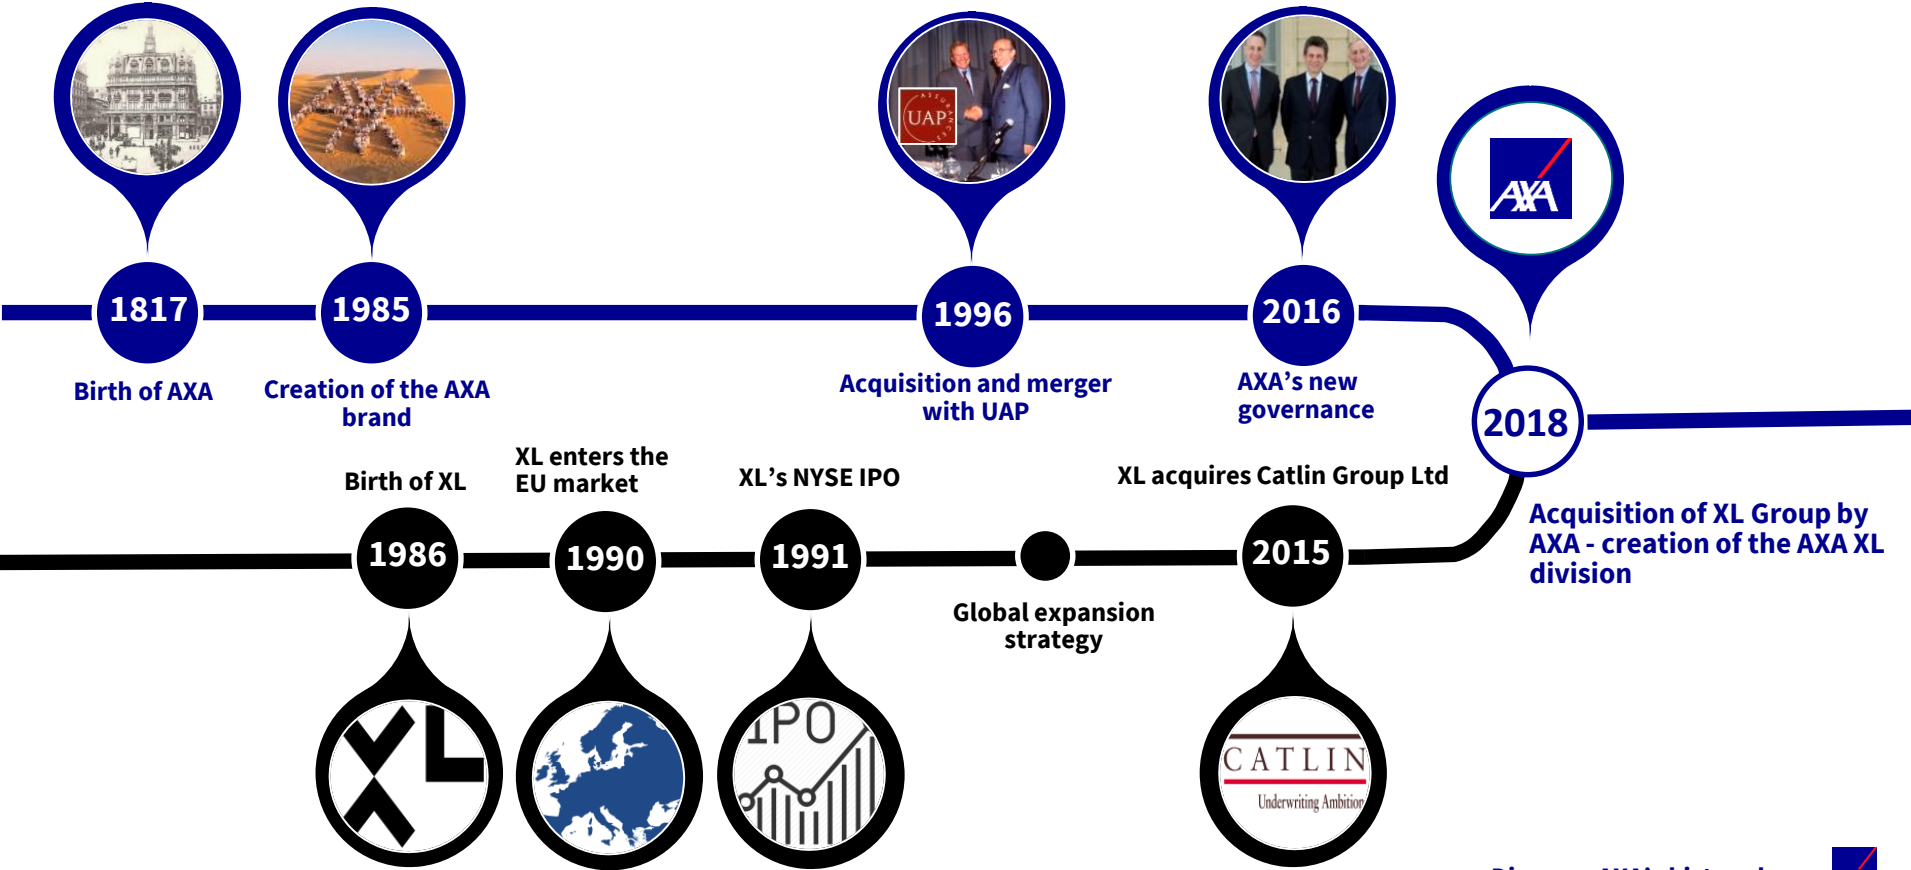 ASSURANCES
UAP
AXA
1817
1985
1996
2016
Birth of AXA
Creation of the AXA
brand
Acquisition and merger
with UAP
AXA’s new
governance
2018
Acquisition of XL Group by
AXA - creation of the AXA XL
division
Birth of XL
XL enters the
EU market
XL’s NYSE IPO
XL acquires Catlin Group Ltd
1986
1990
1991
2015
Global expansion
strategy
XL
IPO
CATLIN
Underwriting Ambition